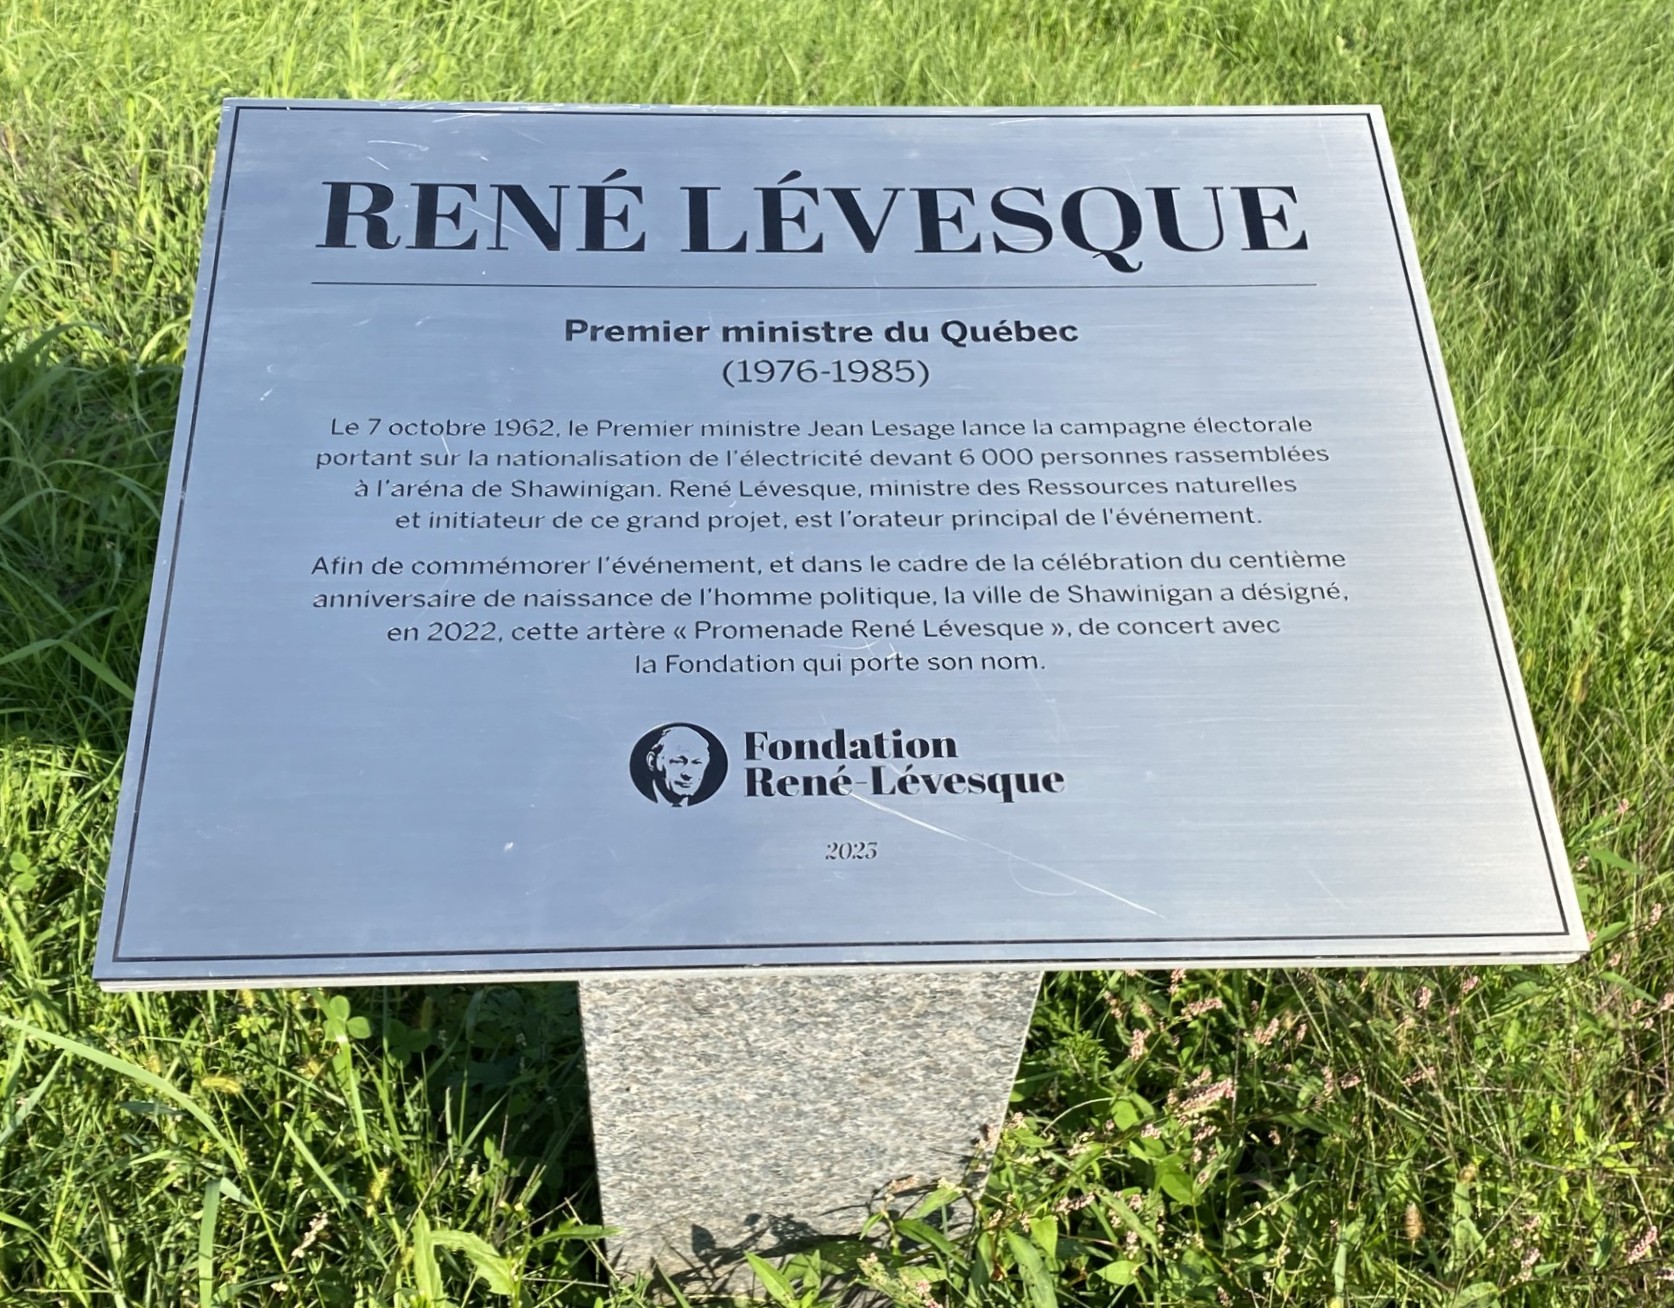 RENÉ LÉVESQUE
Premier ministre du Québec
(1976-1985)
Le 7 octobre 1962, le Premier ministre Jean Lesage lance la campagne électorale
portant sur la nationalisation de l'électricité devant 6 000 personnes rassemblées
à l'aréna de Shawinigan. René Lévesque, ministre des Ressources naturelles
et initiateur de ce grand projet, est l'orateur principal de l'événement.
Afin de commémorer l'événement, et dans le cadre de la célébration du centième
anniversaire de naissance de l'homme politique, la ville de Shawinigan a désigné,
en 2022, cette artère « Promenade René Lévesque », de concert avec
la Fondation qui porte son nom.
Fondation
René-Lévesque
2023